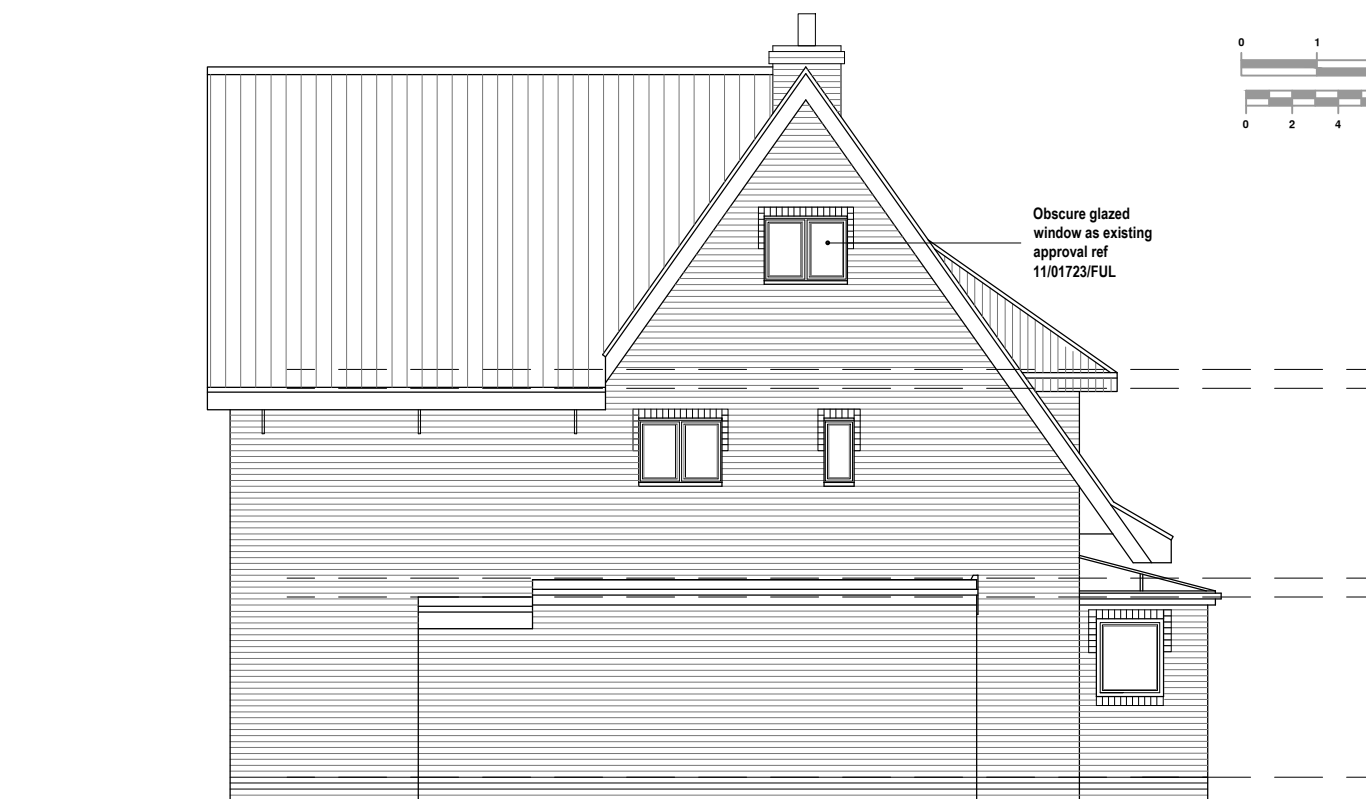 0 1
0 2 4
Obscure glazed
window as existing
approval ref
11/01723/FUL